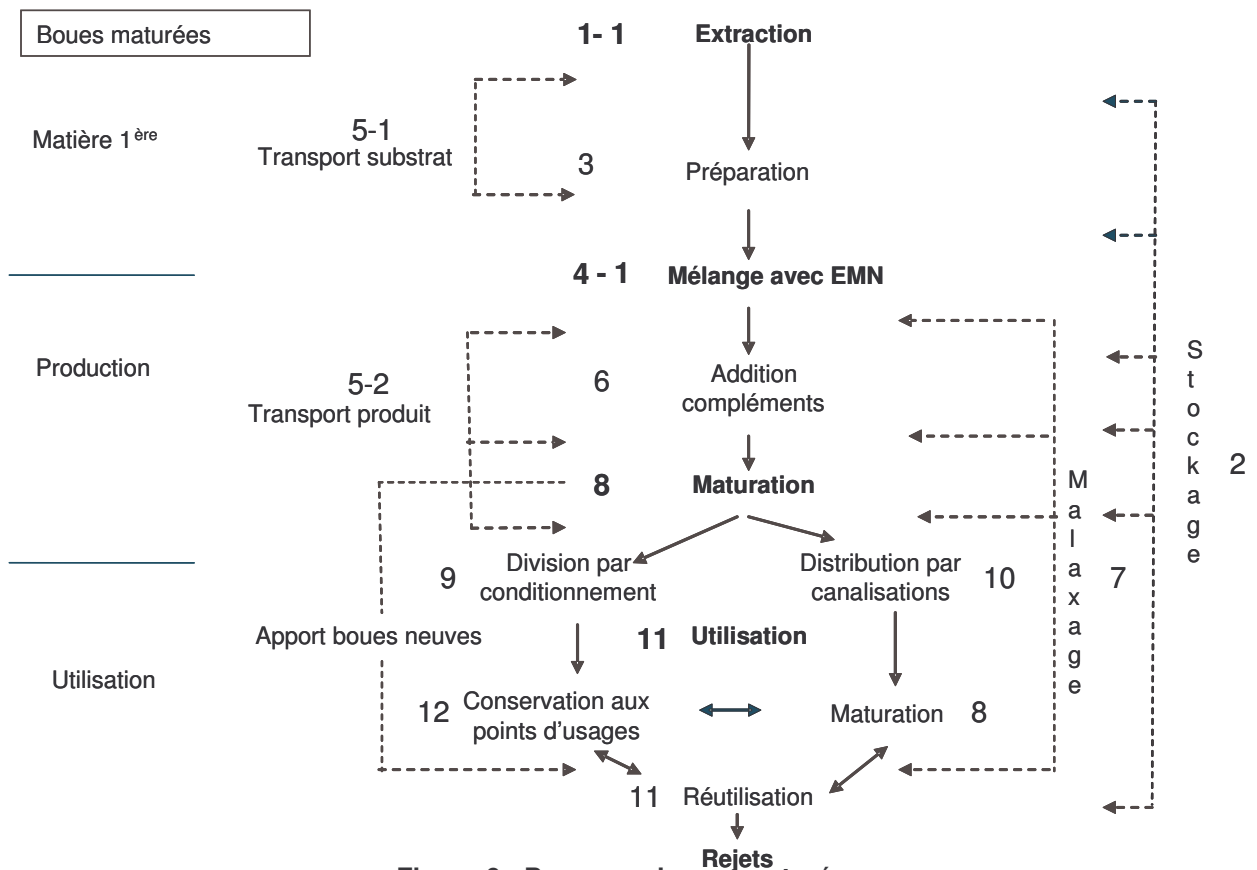 Boues maturées
1- 1 Extraction
Matière 1ère
5-1
Transport substrat
3 Préparation
4 - 1 Mélange avec EMN
Production
5-2
Transport produit
6
Addition
compléments
8 Maturation
9
Division par
conditionnement
Distribution par
canalisations
10
Apport boues neuves
11 Utilisation
Utilisation
12
Conservation aux
points d'usages
Maturation 8
11 Réutilisation
Rejets
Malaxage
7
Stockage
2